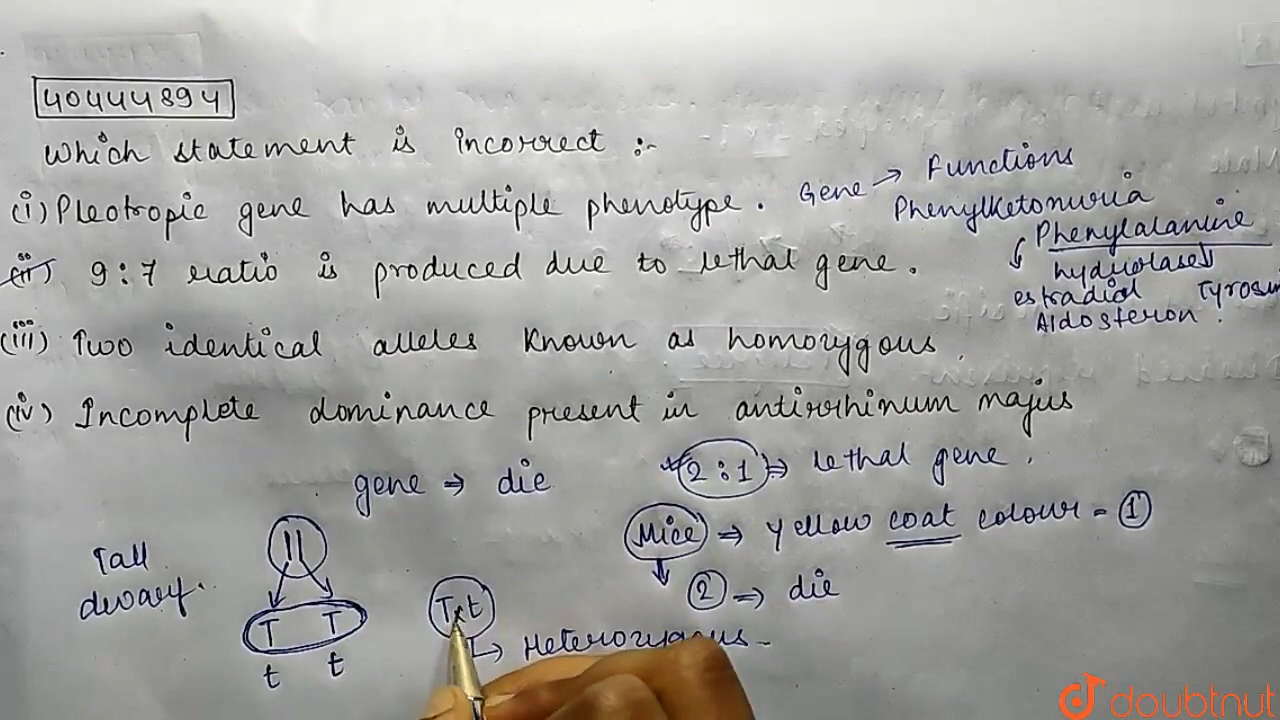 40444894
Which statement is incorrect :-
(i) Pleotropic gene has multiple phenotype. Gene → Functions
Phenylketonuria
Phenylalanine
hydrolased
(ii) 9:7 ratio is produced due to lethal gene.
estradiol Tyrosin
Aldosteron.
(iii) Two identical alleles known as homozygous.
(iv) Incomplete dominance present in antirrhinum majus
gene ⇒ die
2:1 ⇒ lethal gene.
Mice ⇒ Yellow coat colour = 1
2 ⇒ die
Tall
dwarf.
T T
t t
Txt
Heterozygous -
doubtnut